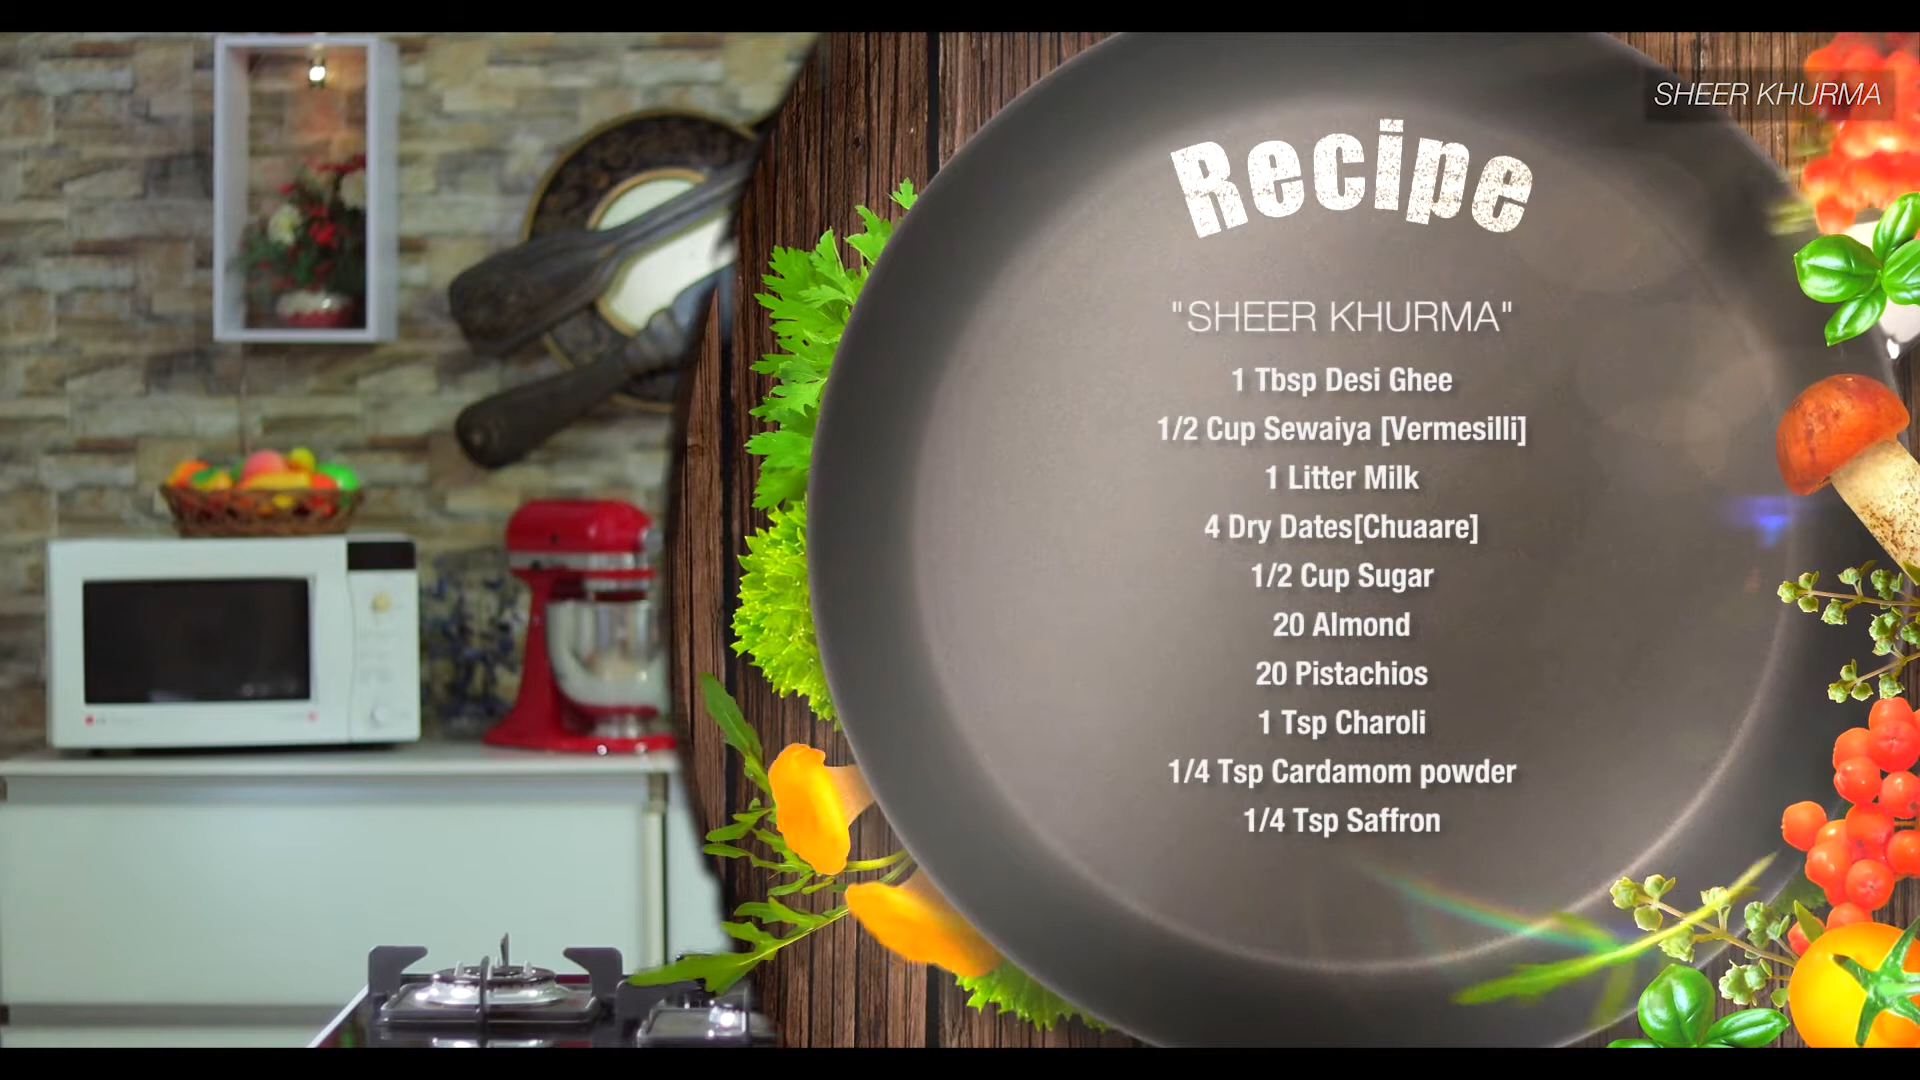 SHEER KHURMA
Recipe
"SHEER KHURMA"
1 Tbsp Desi Ghee
1/2 Cup Sewaiya [Vermesilli]
1 Litter Milk
4 Dry Dates[Chuaare]
1/2 Cup Sugar
20 Almond
20 Pistachios
1 Tsp Charoli
1/4 Tsp Cardamom powder
1/4 Tsp Saffron